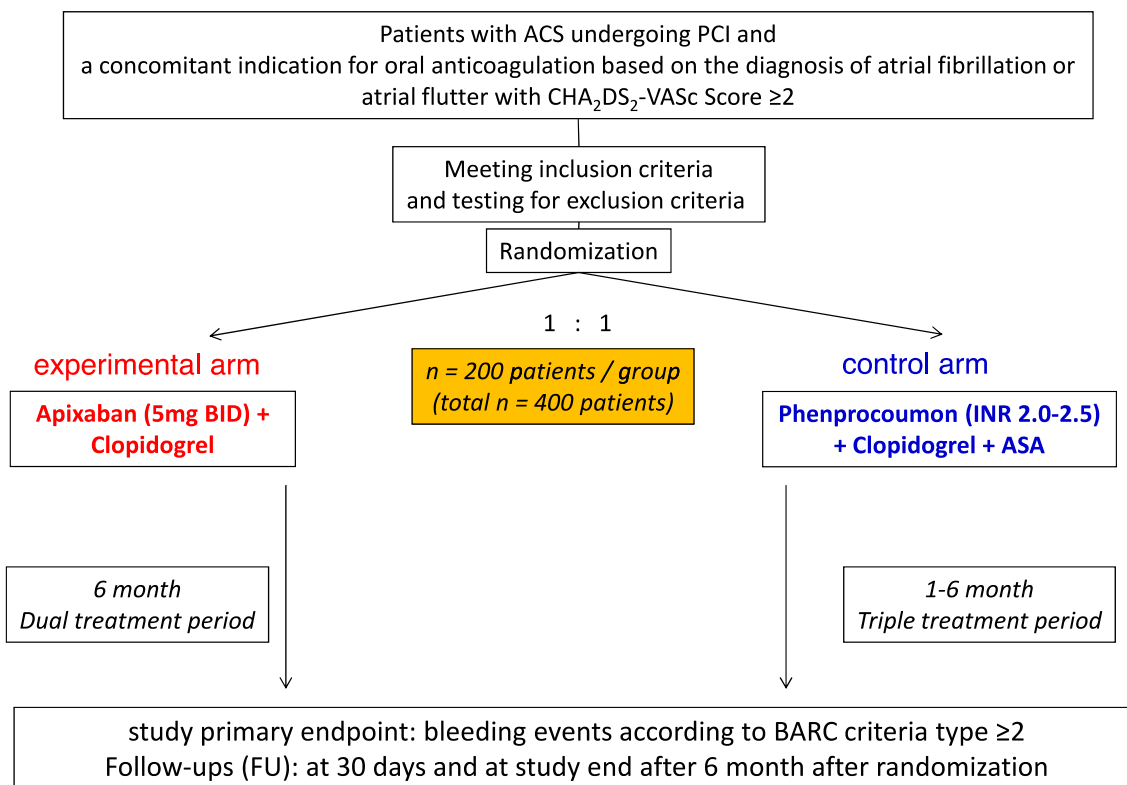 Patients with ACS undergoing PCI and
a concomitant indication for oral anticoagulation based on the diagnosis of atrial fibrillation or
atrial flutter with CHA₂DS₂-VASc Score ≥2
Meeting inclusion criteria
and testing for exclusion criteria
Randomization
1 : 1
experimental arm
n = 200 patients / group
(total n = 400 patients)
control arm
Apixaban (5mg BID) +
Clopidogrel
Phenprocoumon (INR 2.0-2.5)
+ Clopidogrel + ASA
6 month
Dual treatment period
1-6 month
Triple treatment period
study primary endpoint: bleeding events according to BARC criteria type ≥2
Follow-ups (FU): at 30 days and at study end after 6 month after randomization